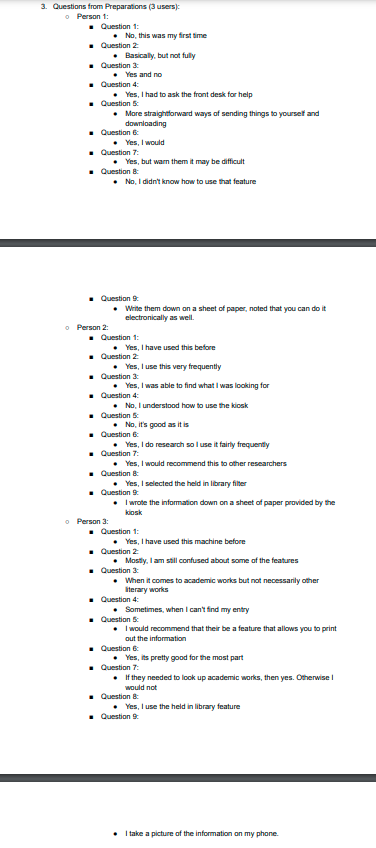 3. Questions from Preparations (3 users):
○ Person 1:
■ Question 1:
● No, this was my first time
■ Question 2:
● Basically, but not fully
■ Question 3:
● Yes and no
■ Question 4:
● Yes, I had to ask the front desk for help
■ Question 5:
● More straightforward ways of sending things to yourself and
downloading
■ Question 6:
● Yes, I would
■ Question 7:
● Yes, but warn them it may be difficult
■ Question 8:
● No, I didn't know how to use that feature
■ Question 9:
● Write them down on a sheet of paper, noted that you can do it
electronically as well.
○ Person 2:
■ Question 1:
● Yes, I have used this before
■ Question 2:
● Yes, I use this very frequently
■ Question 3:
● Yes, I was able to find what I was looking for
■ Question 4:
● No, I understood how to use the kiosk
■ Question 5:
● No, it's good as it is
■ Question 6:
● Yes, I do research so I use it fairly frequently
■ Question 7:
● Yes, I would recommend this to other researchers
■ Question 8:
● Yes, I selected the held in library filter
■ Question 9:
● I wrote the information down on a sheet of paper provided by the
kiosk
○ Person 3:
■ Question 1:
● Yes, I have used this machine before
■ Question 2:
● Mostly, I am still confused about some of the features
■ Question 3:
● When it comes to academic works but not necessarily other
literary works
■ Question 4:
● Sometimes, when I can't find my entry
■ Question 5:
● I would recommend that their be a feature that allows you to print
out the information
■ Question 6:
● Yes, its pretty good for the most part
■ Question 7:
● If they needed to look up academic works, then yes. Otherwise I
would not
■ Question 8:
● Yes, I use the held in library feature
■ Question 9:
● I take a picture of the information on my phone.